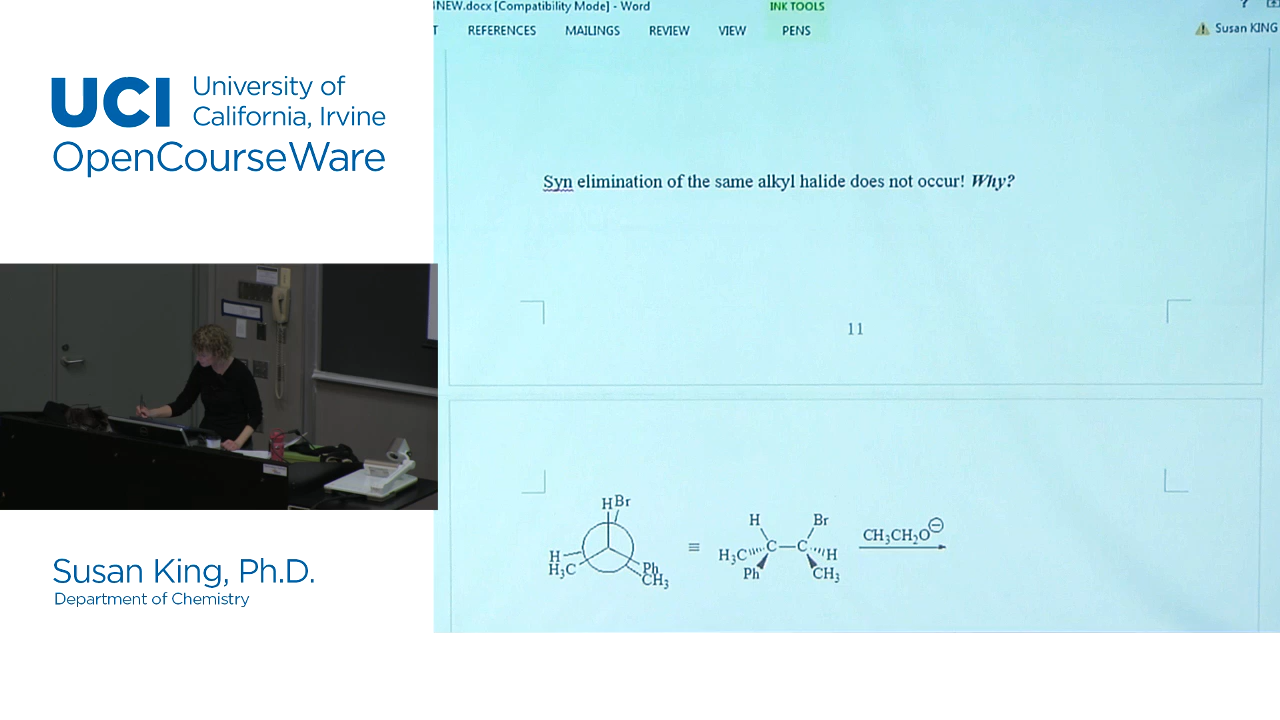 4NEW.docx [Compatibility Mode] - Word
INK TOOLS
?
T REFERENCES MAILINGS REVIEW VIEW PENS
Susan KING
UCI University of
California, Irvine
OpenCourseWare
Syn elimination of the same alkyl halide does not occur! Why?
11
H Br
H
H₃C
Ph
CH₃
≡
H Br
H₃C C—C H
Ph CH₃
CH₃CH₂O⊖
Susan King, Ph.D.
Department of Chemistry